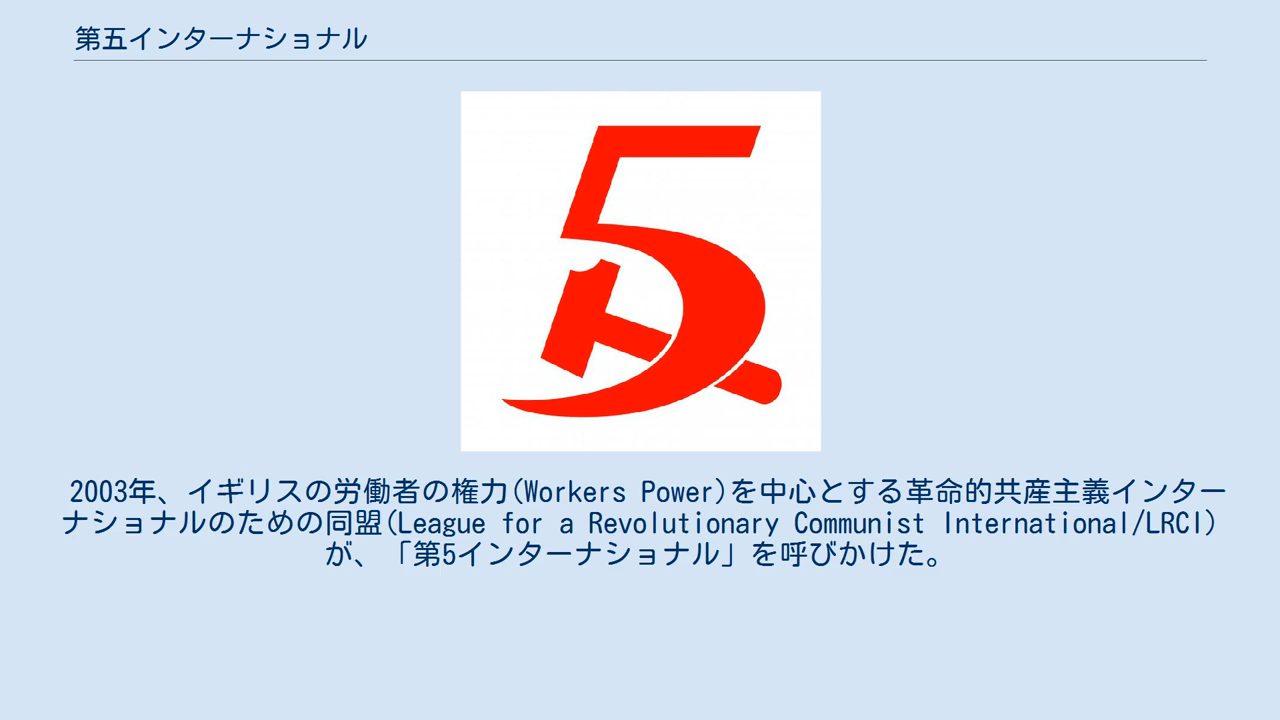 第五インターナショナル
5
2003年、イギリスの労働者の権力(Workers Power)を中心とする革命的共産主義インター
ナショナルのための同盟(League for a Revolutionary Communist International/LRCI)
が、「第5インターナショナル」を呼びかけた。